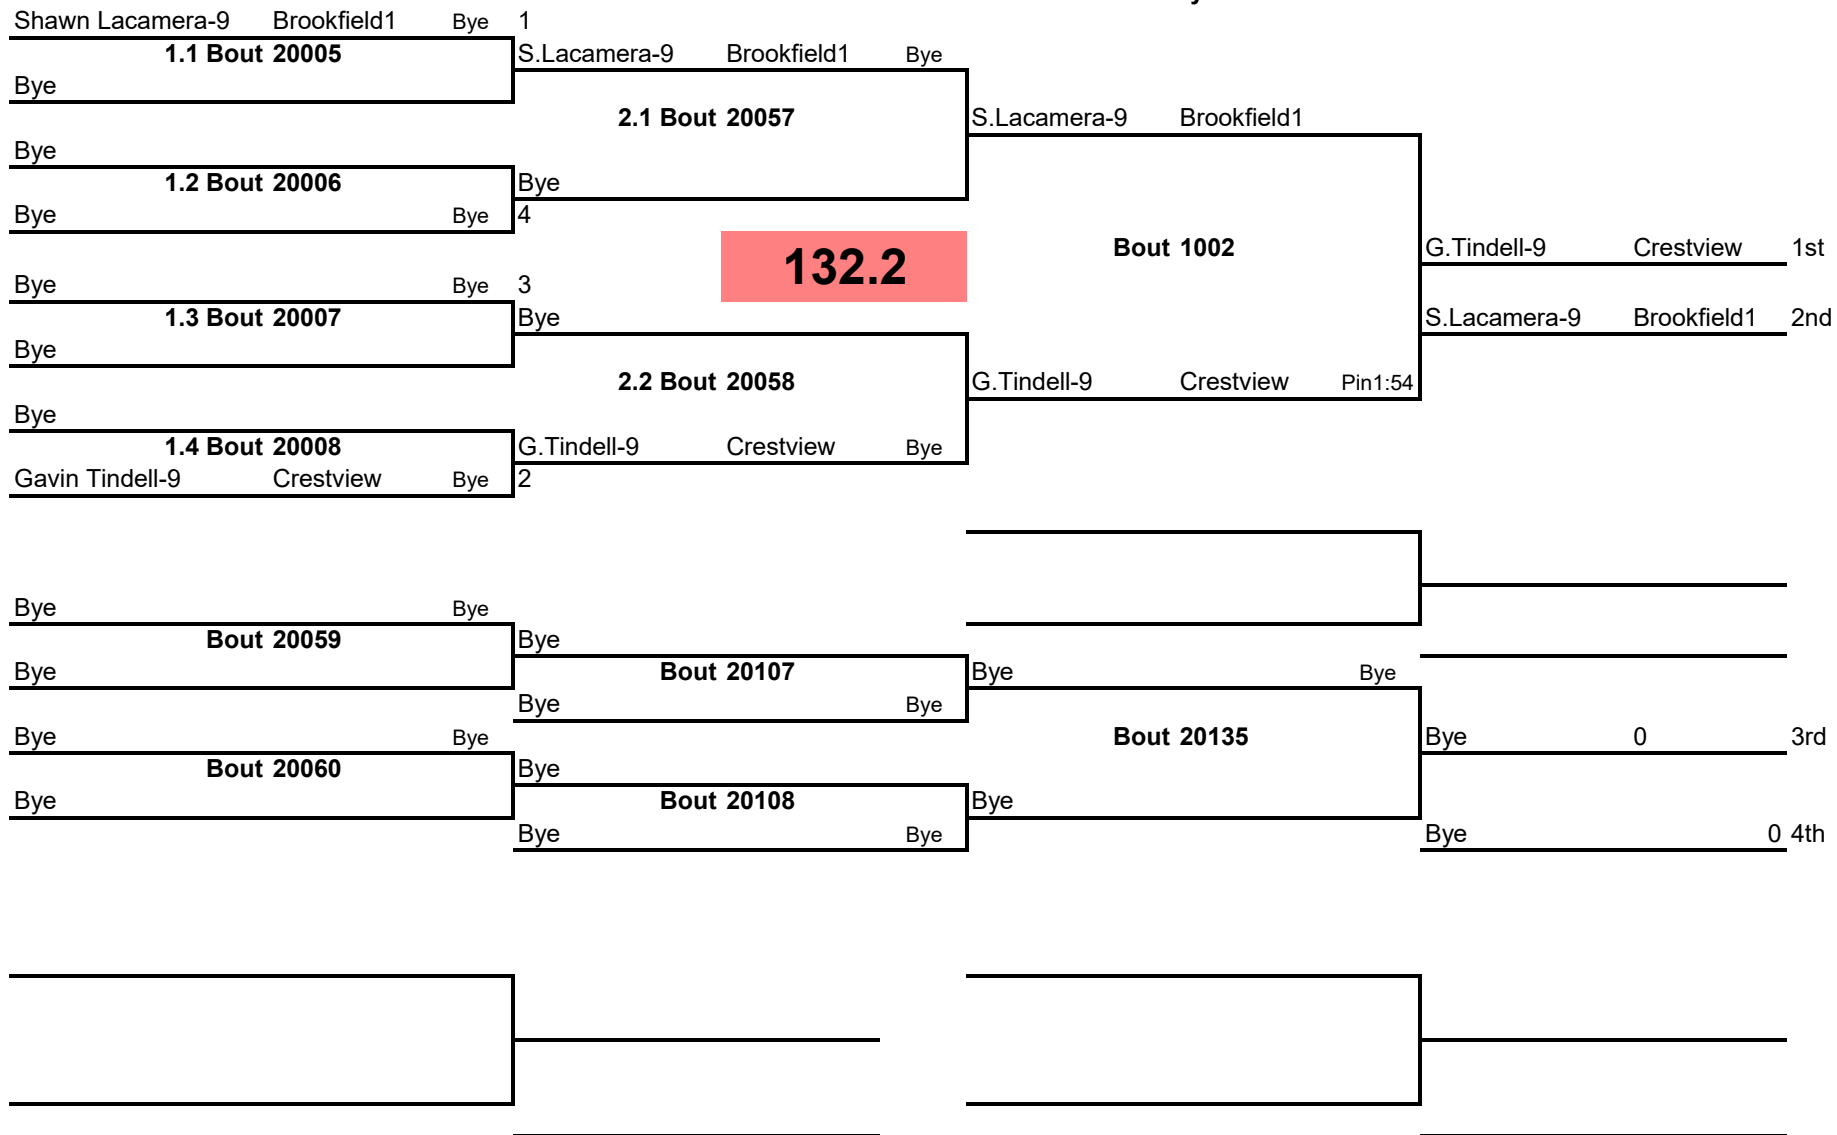 Shawn Lacamera-9 Brookfield1 Bye 1
1.1 Bout 20005 S.Lacamera-9 Brookfield1 Bye
Bye
2.1 Bout 20057 S.Lacamera-9 Brookfield1
Bye
1.2 Bout 20006 Bye
Bye Bye 4
132.2 Bout 1002 G.Tindell-9 Crestview 1st
Bye Bye 3
1.3 Bout 20007 Bye S.Lacamera-9 Brookfield1 2nd
Bye
2.2 Bout 20058 G.Tindell-9 Crestview Pin1:54
Bye
1.4 Bout 20008 G.Tindell-9 Crestview Bye
Gavin Tindell-9 Crestview Bye 2
Bye Bye
Bout 20059 Bye
Bye Bout 20107 Bye Bye
Bye Bye
Bye Bye Bout 20135 Bye 0 3rd
Bout 20060 Bye
Bye Bout 20108 Bye
Bye Bye Bye 0 4th